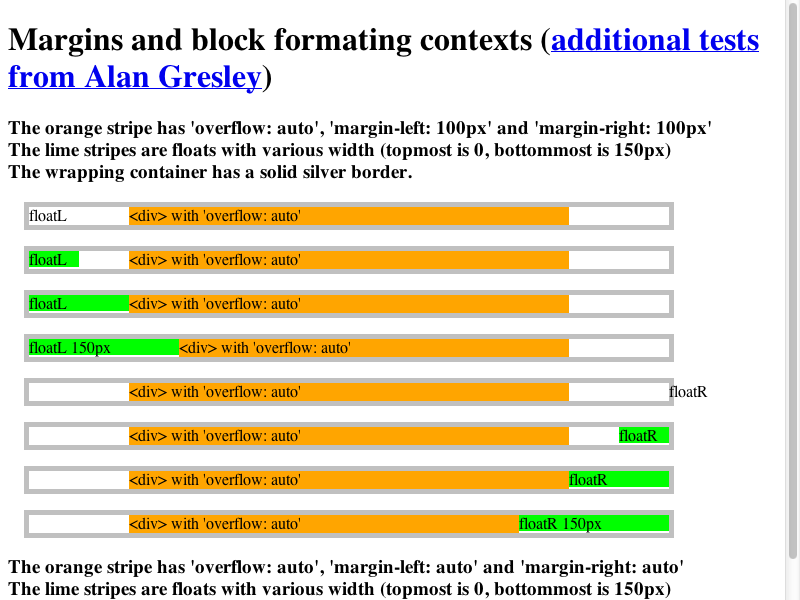 Margins and block formating contexts (additional tests
from Alan Gresley)
The orange stripe has 'overflow: auto', 'margin-left: 100px' and 'margin-right: 100px'
The lime stripes are floats with various width (topmost is 0, bottommost is 150px)
The wrapping container has a solid silver border.
floatL <div> with 'overflow: auto'
floatL <div> with 'overflow: auto'
floatL <div> with 'overflow: auto'
floatL 150px <div> with 'overflow: auto'
<div> with 'overflow: auto' floatR
<div> with 'overflow: auto' floatR
<div> with 'overflow: auto' floatR
<div> with 'overflow: auto' floatR 150px
The orange stripe has 'overflow: auto', 'margin-left: auto' and 'margin-right: auto'
The lime stripes are floats with various width (topmost is 0, bottommost is 150px)